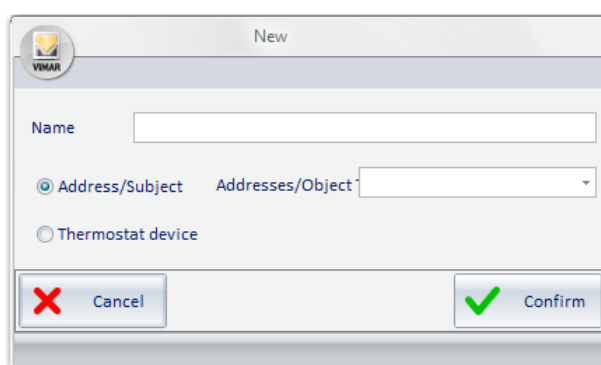 New
VIMAR
Name
Address/Subject Addresses/Object
Thermostat device
Cancel Confirm